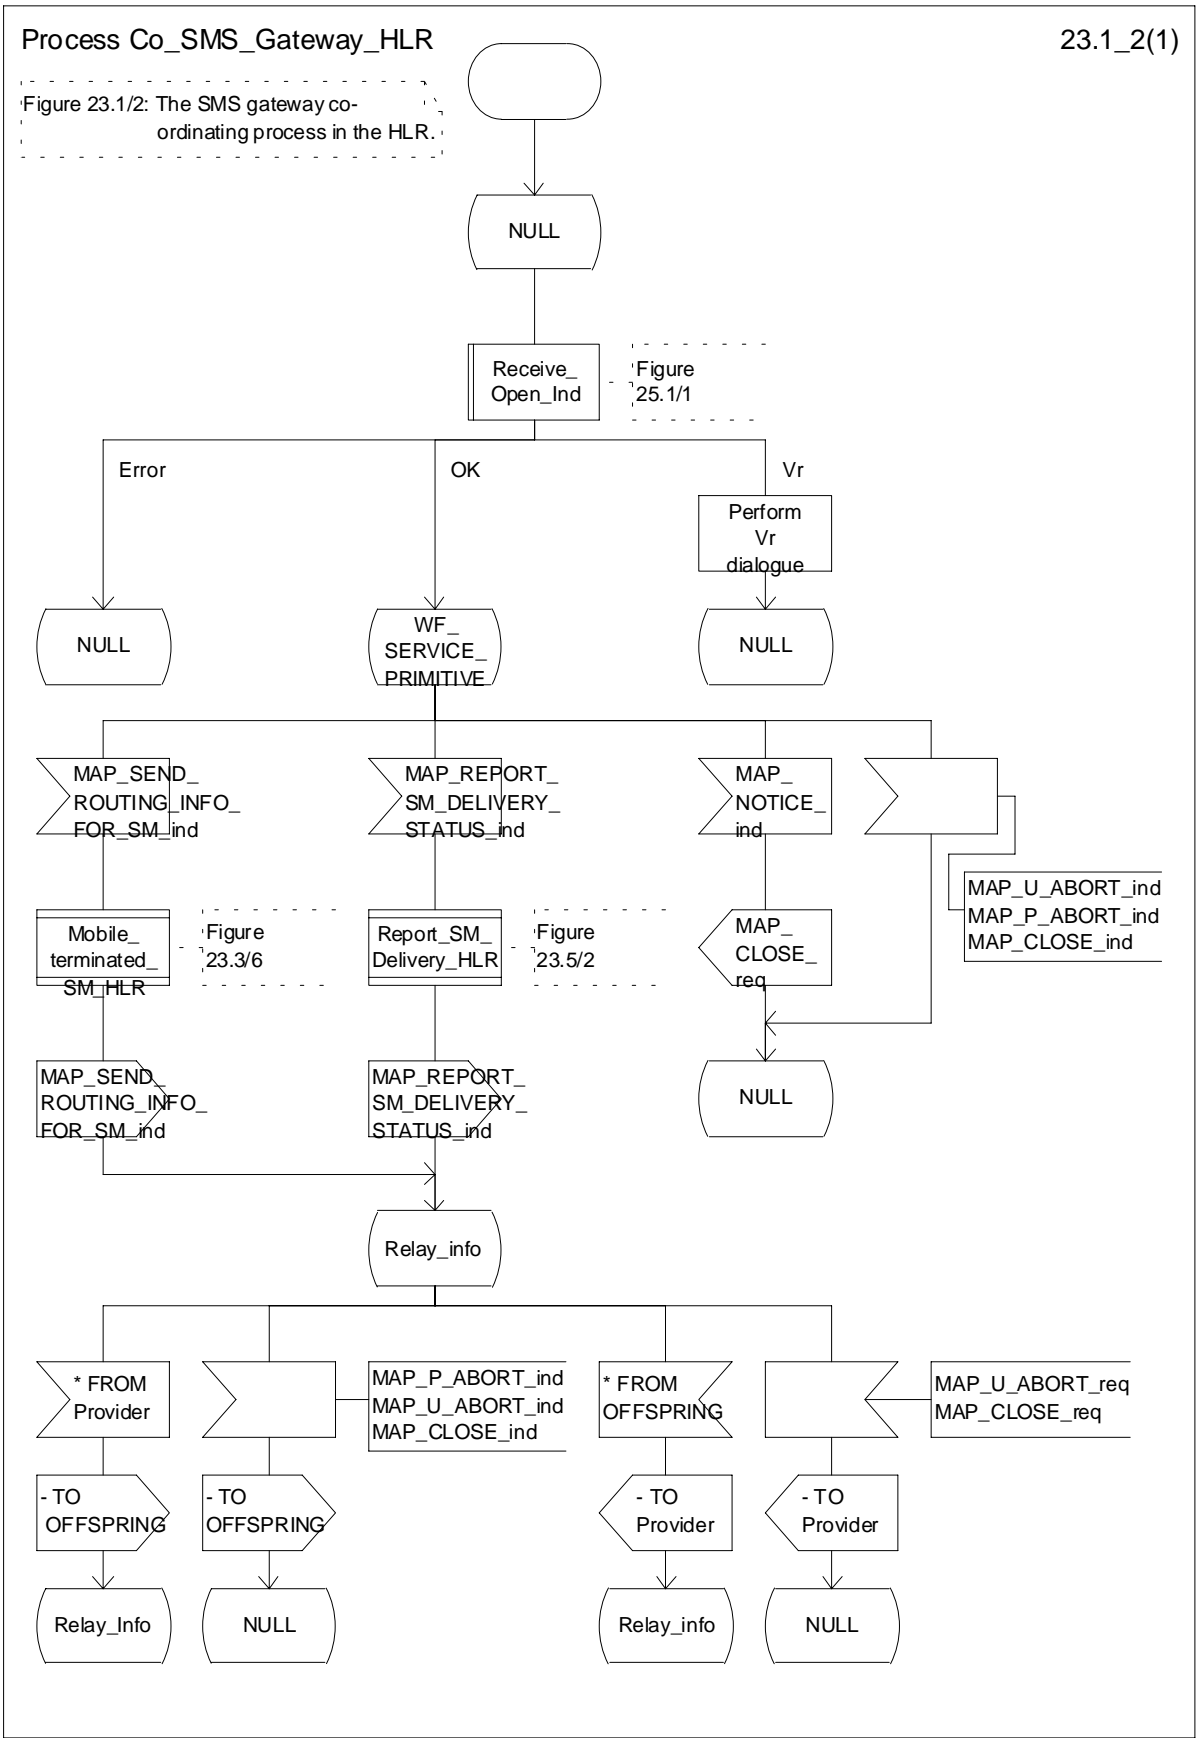 Process Co_SMS_Gateway_HLR
23.1_2(1)
Figure 23.1/2: The SMS gateway co-
ordinating process in the HLR.
NULL
Receive_
Open_Ind
Figure
25.1/1
Error
OK
Vr
Perform
Vr
dialogue
NULL
WF_
SERVICE_
PRIMITIVE
NULL
MAP_SEND_
ROUTING_INFO_
FOR_SM_ind
MAP_REPORT_
SM_DELIVERY_
STATUS_ind
MAP_
NOTICE_
ind
MAP_U_ABORT_ind
MAP_P_ABORT_ind
MAP_CLOSE_ind
Mobile_
terminated_
SM_HLR
Figure
23.3/6
Report_SM_
Delivery_HLR
Figure
23.5/2
MAP_
CLOSE_
req
MAP_SEND_
ROUTING_INFO_
FOR_SM_ind
MAP_REPORT_
SM_DELIVERY_
STATUS_ind
NULL
Relay_info
* FROM
Provider
MAP_P_ABORT_ind
MAP_U_ABORT_ind
MAP_CLOSE_ind
* FROM
OFFSPRING
MAP_U_ABORT_req
MAP_CLOSE_req
- TO
OFFSPRING
- TO
OFFSPRING
- TO
Provider
- TO
Provider
Relay_Info
NULL
Relay_info
NULL